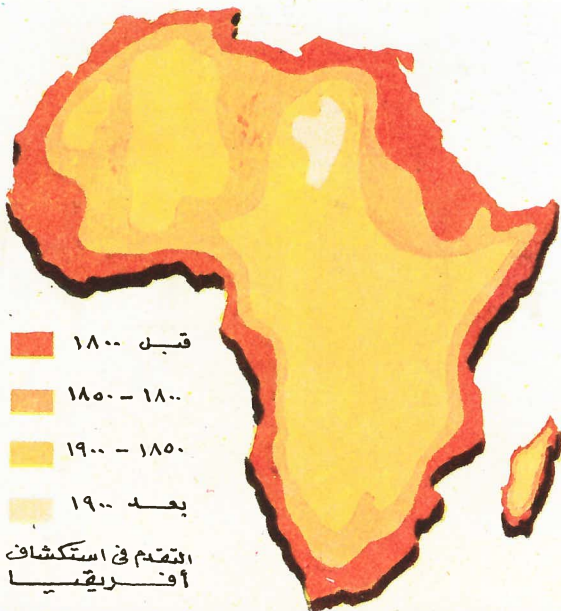 قبل ١٨٠٠
١٨٠٠ – ١٨٥٠
١٨٥٠ – ١٩٠٠
بعد ١٩٠٠
التقدم فى استكشاف
أفريقيا